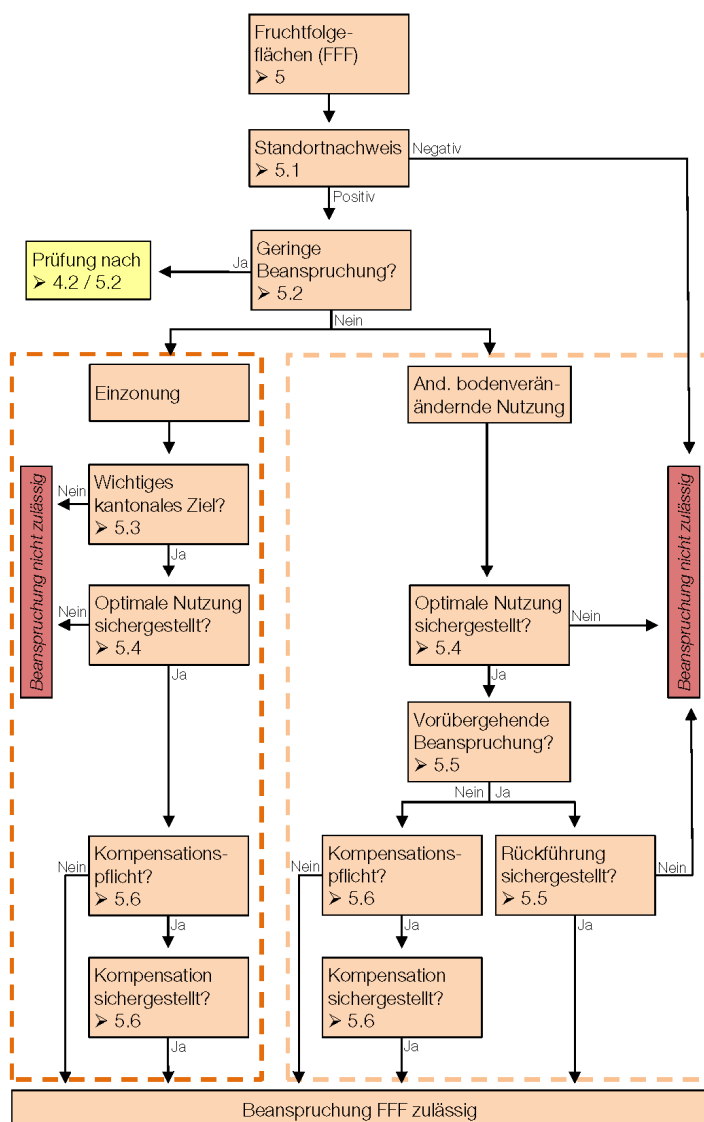 Fruchtfolge-
flächen (FFF)
➢ 5
Standortnachweis
➢ 5.1
Negativ
Positiv
Geringe
Beanspruchung?
➢ 5.2
Ja
Prüfung nach
➢ 4.2 / 5.2
Nein
Einzonung
And. bodenverän-
ändernde Nutzung
Wichtiges
kantonales Ziel?
➢ 5.3
Nein
Ja
Beanspruchung nicht zulässig
Optimale Nutzung
sichergestellt?
➢ 5.4
Nein
Ja
Optimale Nutzung
sichergestellt?
➢ 5.4
Nein
Ja
Beanspruchung nicht zulässig
Vorübergehende
Beanspruchung?
➢ 5.5
Nein
Ja
Kompensations-
pflicht?
➢ 5.6
Nein
Ja
Kompensations-
pflicht?
➢ 5.6
Nein
Ja
Rückführung
sichergestellt?
➢ 5.5
Nein
Ja
Kompensation
sichergestellt?
➢ 5.6
Ja
Kompensation
sichergestellt?
➢ 5.6
Ja
Beanspruchung FFF zulässig